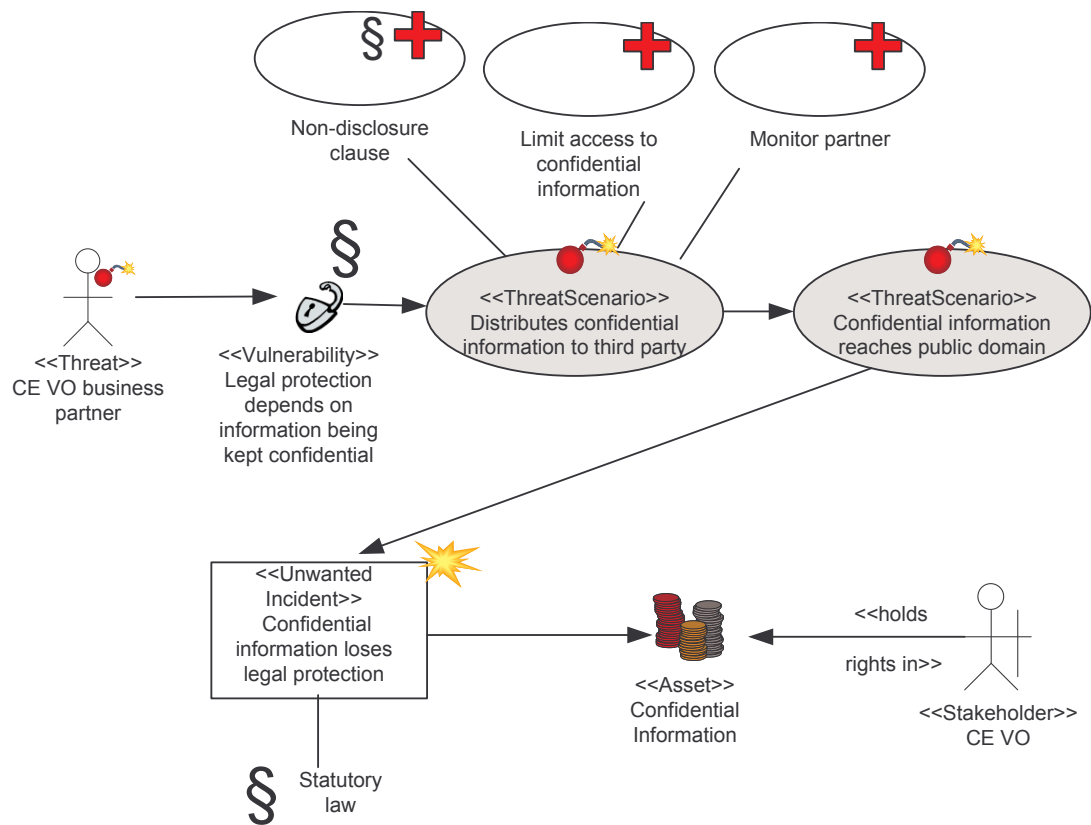 §
Non-disclosure
clause
Limit access to
confidential
information
Monitor partner
§
<<Threat>>
CE VO business
partner
<<Vulnerability>>
Legal protection
depends on
information being
kept confidential
<<ThreatScenario>>
Distributes confidential
information to third party
<<ThreatScenario>>
Confidential information
reaches public domain
<<Unwanted
Incident>>
Confidential
information loses
legal protection
<<Asset>>
Confidential
Information
<<holds
rights in>>
<<Stakeholder>>
CE VO
§
Statutory
law